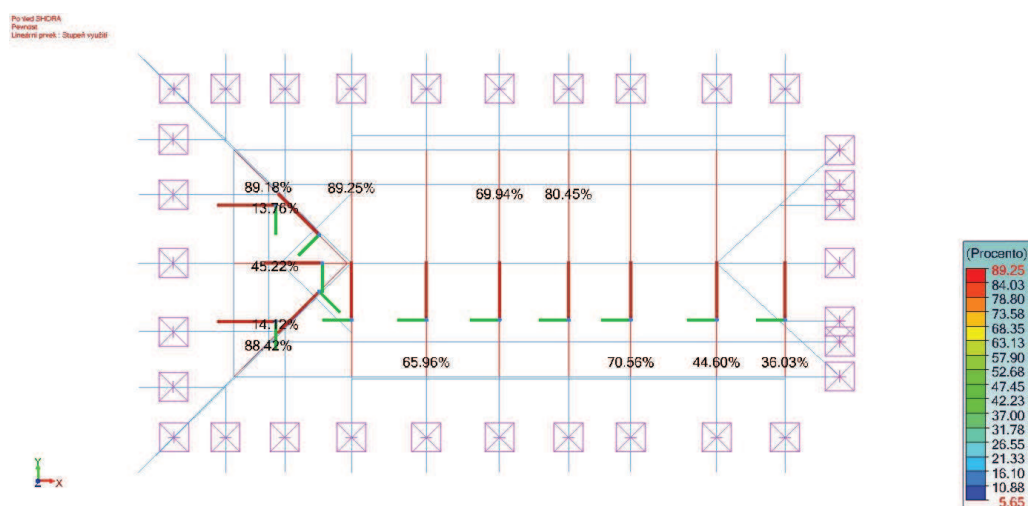 Pohled SHORA
Pevnost
Lineární prvek : Stupeň využití
89.18% 89.25% 69.94% 80.45%
13.76%
45.22%
14.12%
88.42% 65.96% 70.56% 44.60% 36.03%
Y
Z X
(Procento)
89.25
84.03
78.80
73.58
68.35
63.13
57.90
52.68
47.45
42.23
37.00
31.78
26.55
21.33
16.10
10.88
5.65